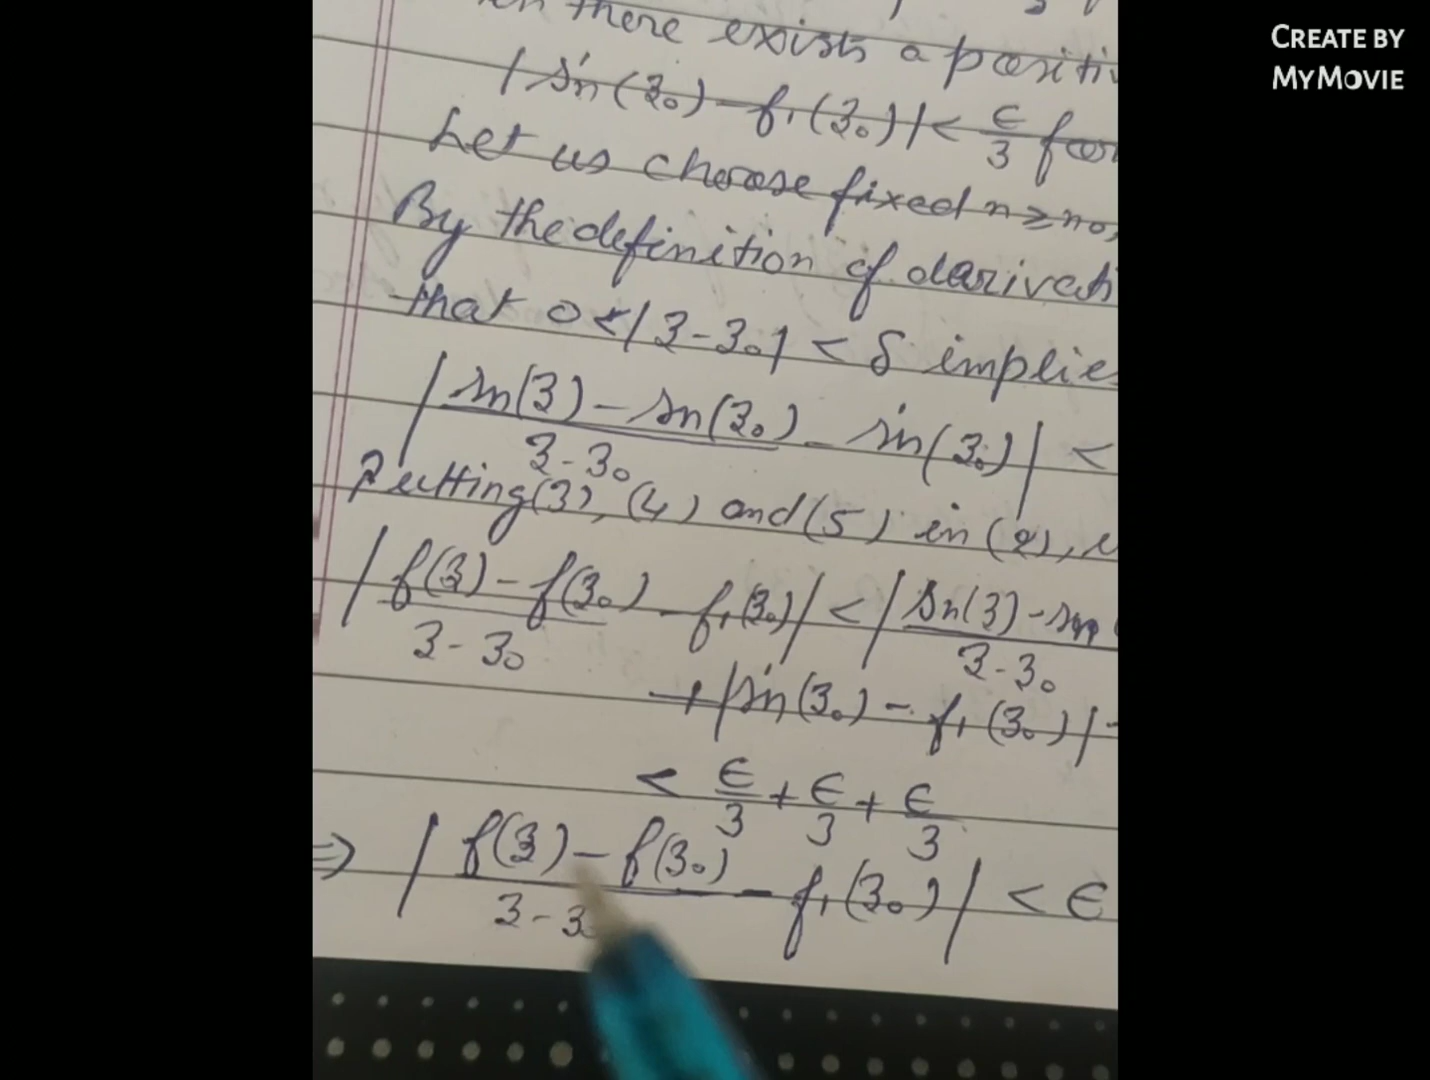 CREATE BY
MYMOVIE
there exists a positi
|s'n(z₀) - f₁(z₀)| < ϵ/3 for
Let us choose fixed n ≥ n₀,
By the definition of darivati
that 0 < |z - z₀| < δ implie
|sn(z) - sn(z₀)/z - z₀ - s'n(z₀)| <
Putting (3), (4) and (5) in (2),
|f(z) - f(z₀)/z - z₀ - f₁(z₀)| < |sn(z) - sn/z - z₀
+ |s'n(z₀) - f₁(z₀)| +
< ϵ/3 + ϵ/3 + ϵ/3
⇒ |f(z) - f(z₀)/z - z₀ - f₁(z₀)| < ϵ